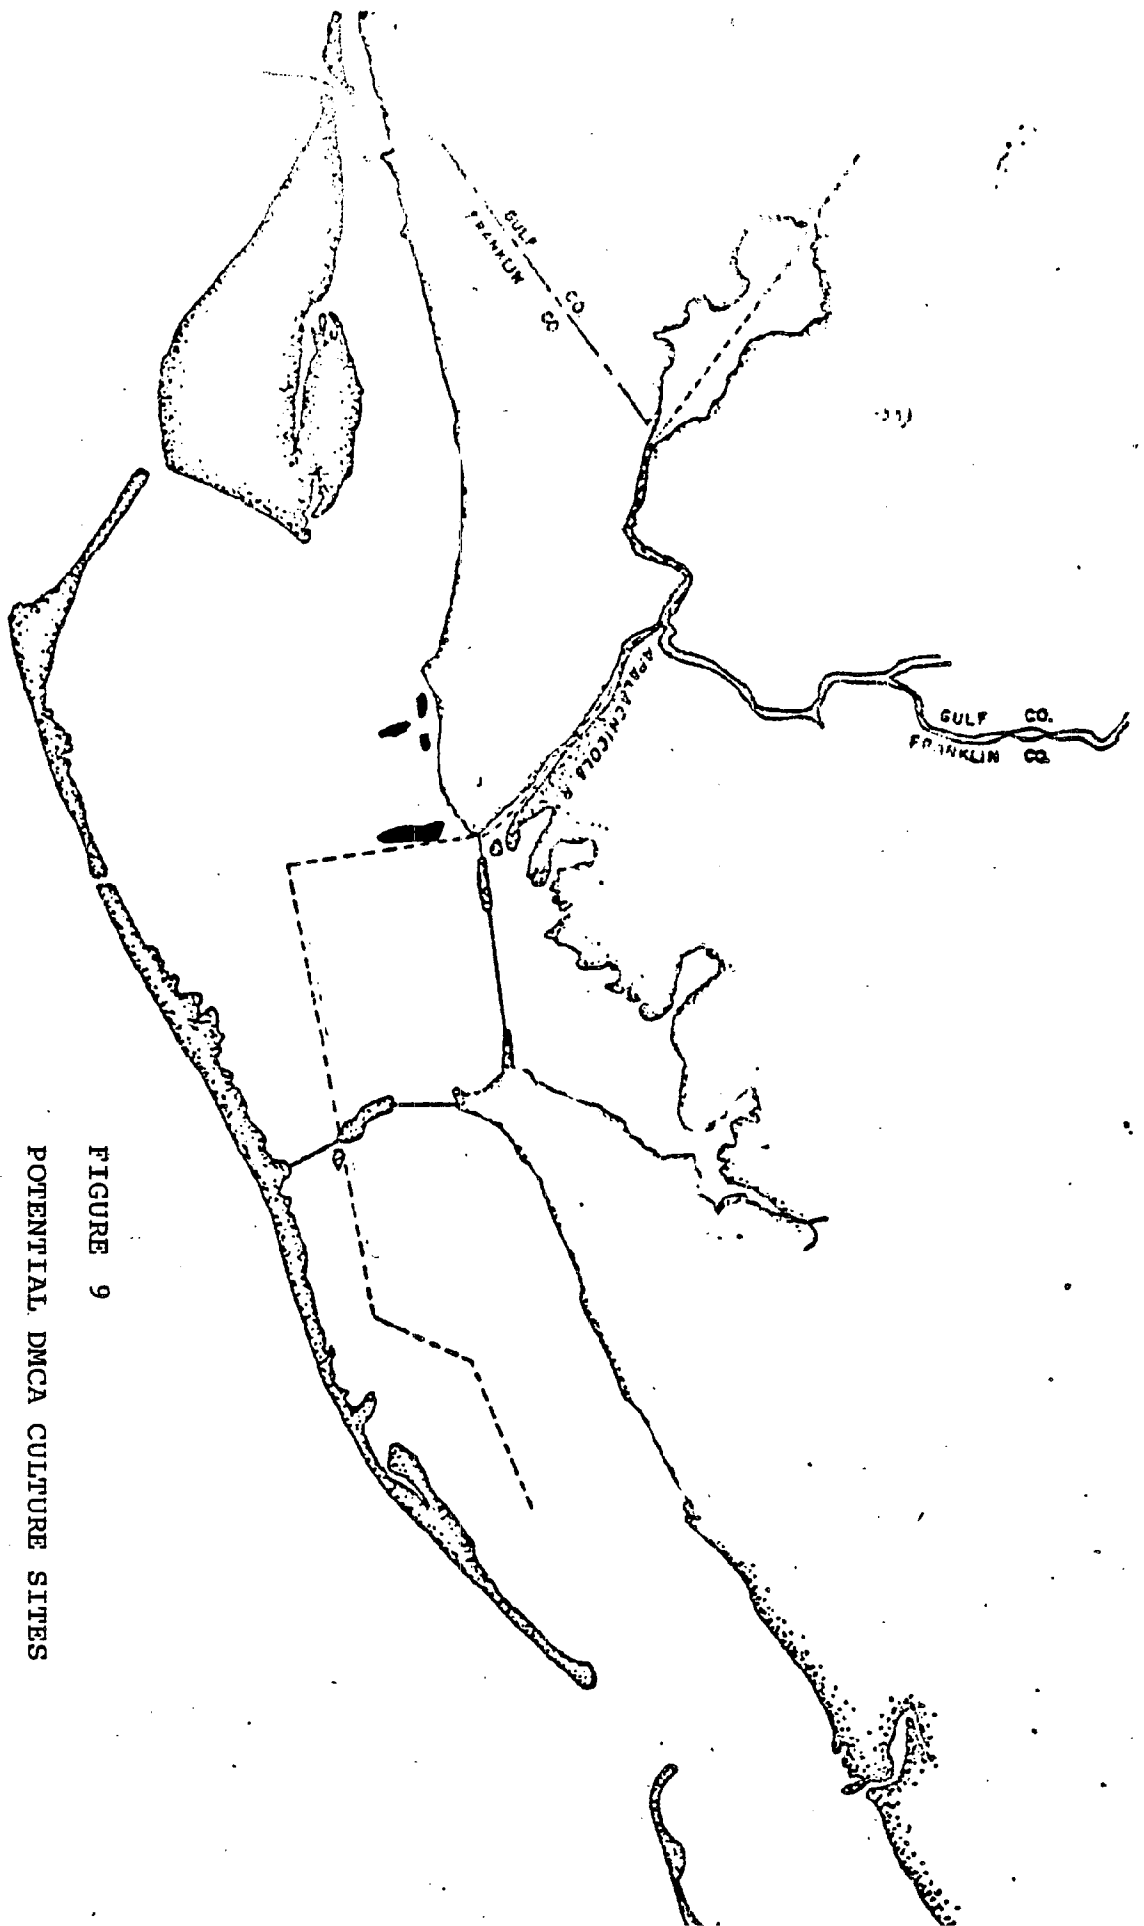 GULF CO.
FRANKLIN CO
GULF CO.
FRANKLIN CO.
APALACHICOLA R.
FIGURE 9
POTENTIAL DMCA CULTURE SITES